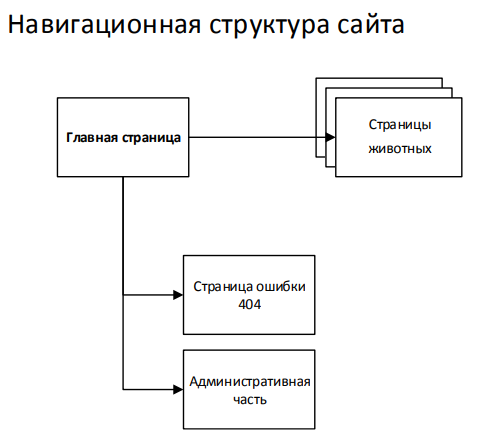 Навигационная структура сайта
Главная страница
Страницы
животных
Страница ошибки
404
Административная
часть